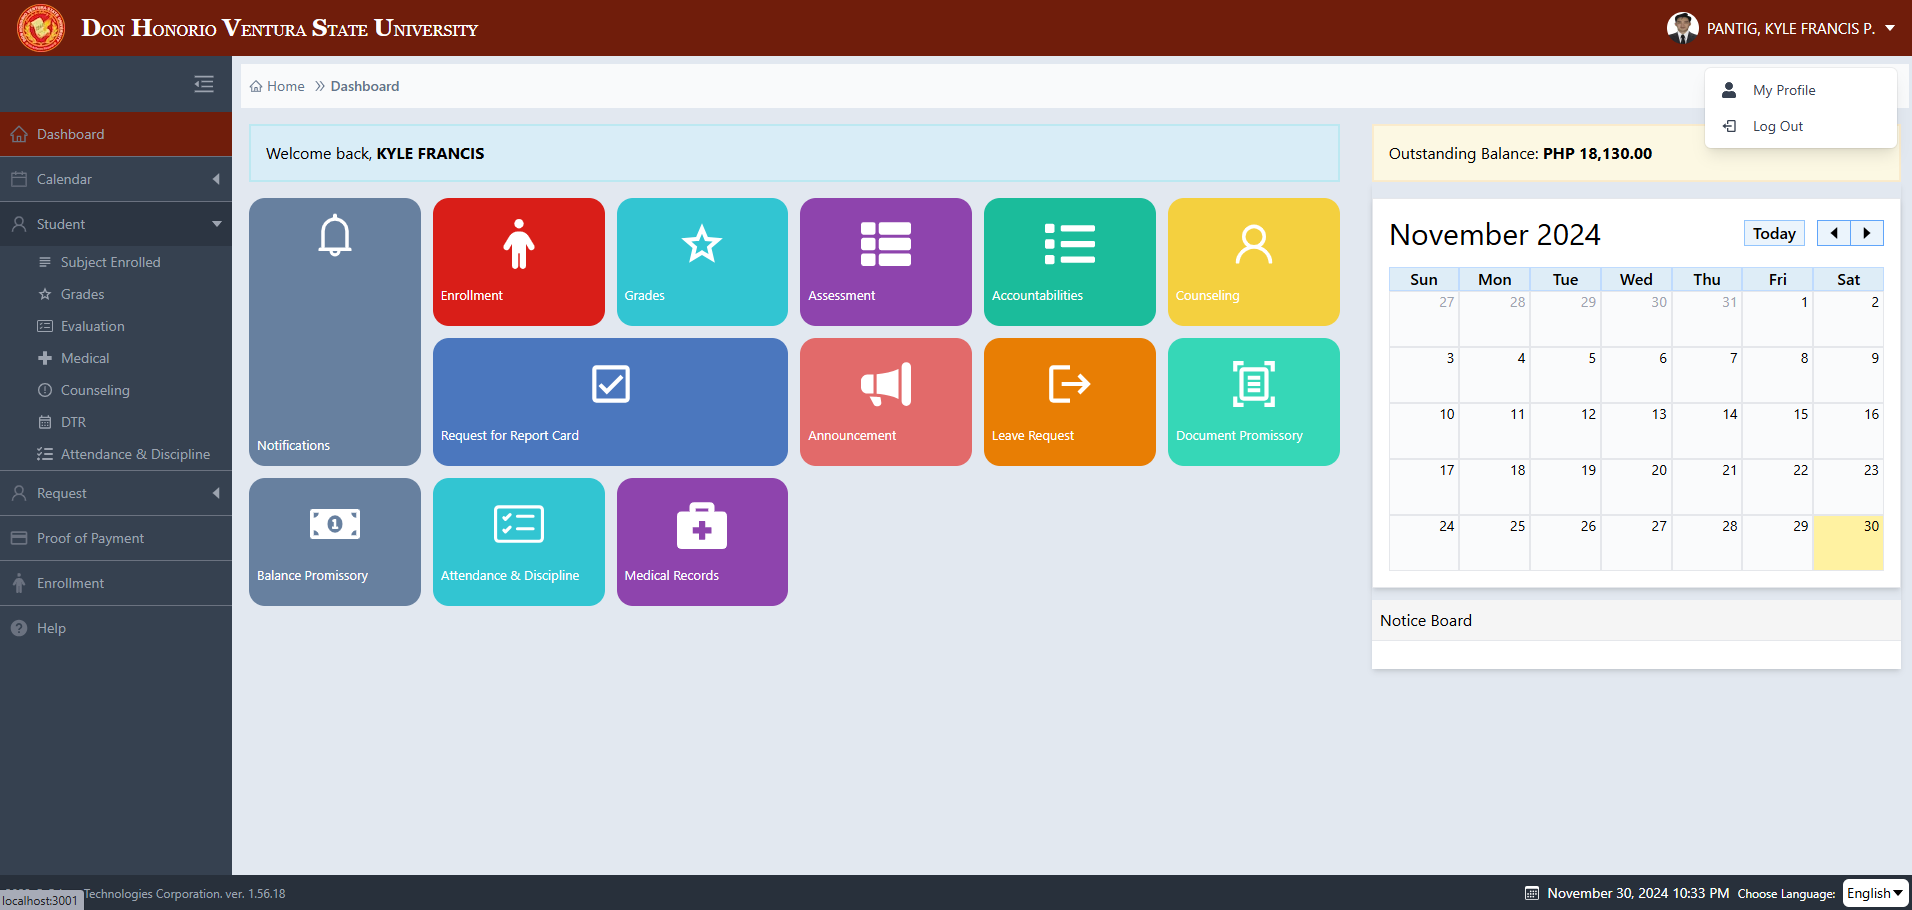 DON HONORIO VENTURA STATE UNIVERSITY
PANTIG, KYLE FRANCIS P.
My Profile
Log Out
Home
Dashboard
Dashboard
Calendar
Student
Subject Enrolled
Grades
Evaluation
Medical
Counseling
DTR
Attendance & Discipline
Request
Proof of Payment
Enrollment
Help
Welcome back, KYLE FRANCIS
Notifications
Enrollment
Grades
Assessment
Accountabilities
Counseling
Request for Report Card
Announcement
Leave Request
Document Promissory
1
Balance Promissory
Attendance & Discipline
Medical Records
Outstanding Balance: PHP 18,130.00
November 2024
Today
Sun Mon Tue Wed Thu Fri Sat
27 28 29 30 31 1 2
3 4 5 6 7 8 9
10 11 12 13 14 15 16
17 18 19 20 21 22 23
24 25 26 27 28 29 30
Notice Board
Technologies Corporation. ver. 1.56.18
localhost:3001
November 30, 2024 10:33 PM Choose Language: English